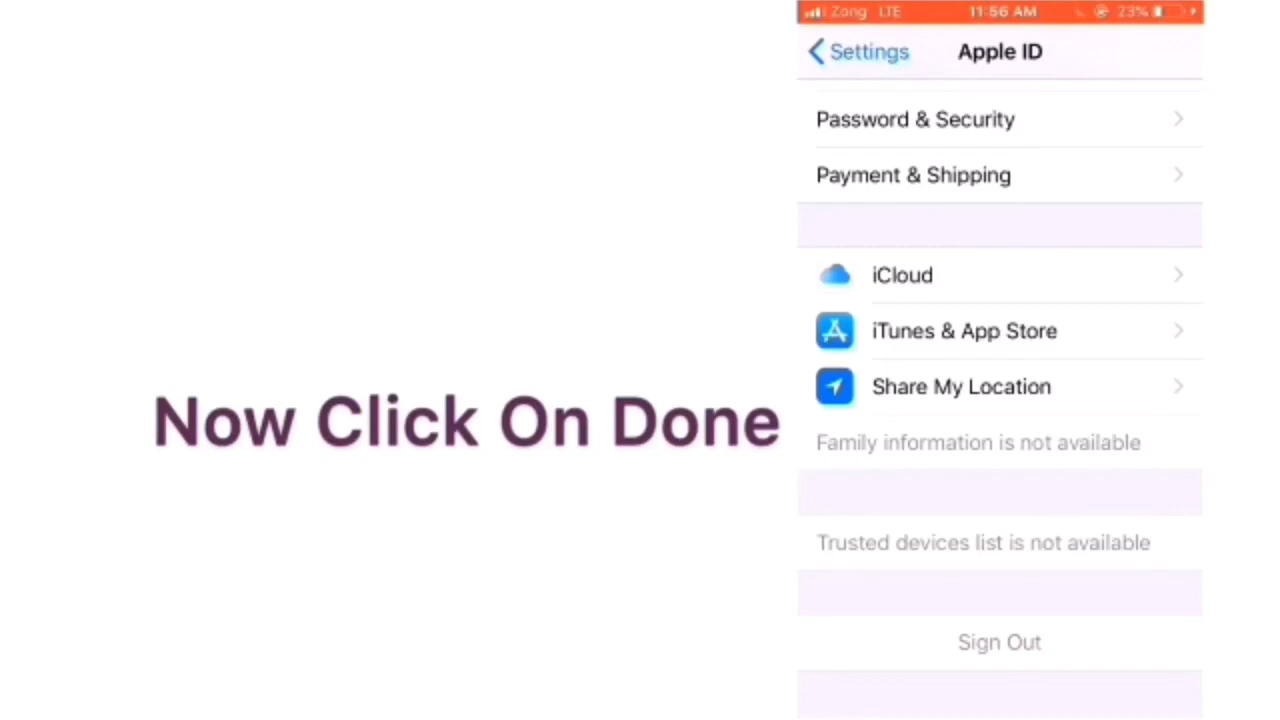 Zong LTE 11:56 AM 23%
Settings Apple ID
Password & Security
Payment & Shipping
iCloud
iTunes & App Store
Share My Location
Now Click On Done
Family information is not available
Trusted devices list is not available
Sign Out